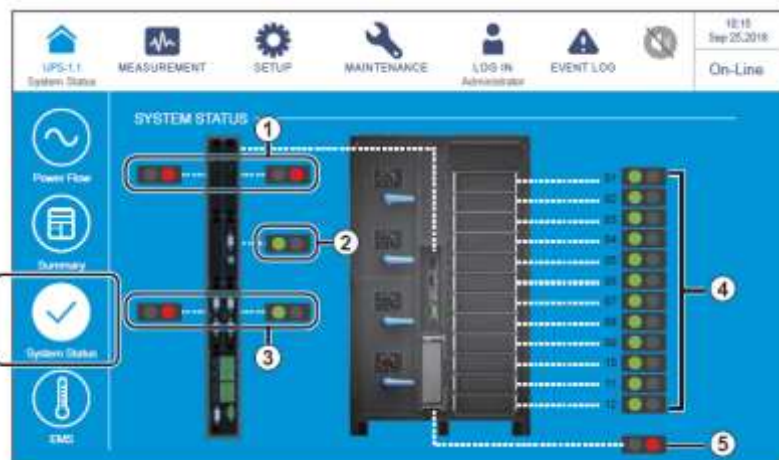 10:15
Sep 25,2018
UPS-1.1
System Status
MEASUREMENT
SETUP
MAINTENANCE
LOG IN
Administrator
EVENT LOG
On-Line
SYSTEM STATUS
1
Power Flow
2
Summary
3
System Status
EMS
01
02
03
04
05
06
07
08
09
10
11
12
4
5